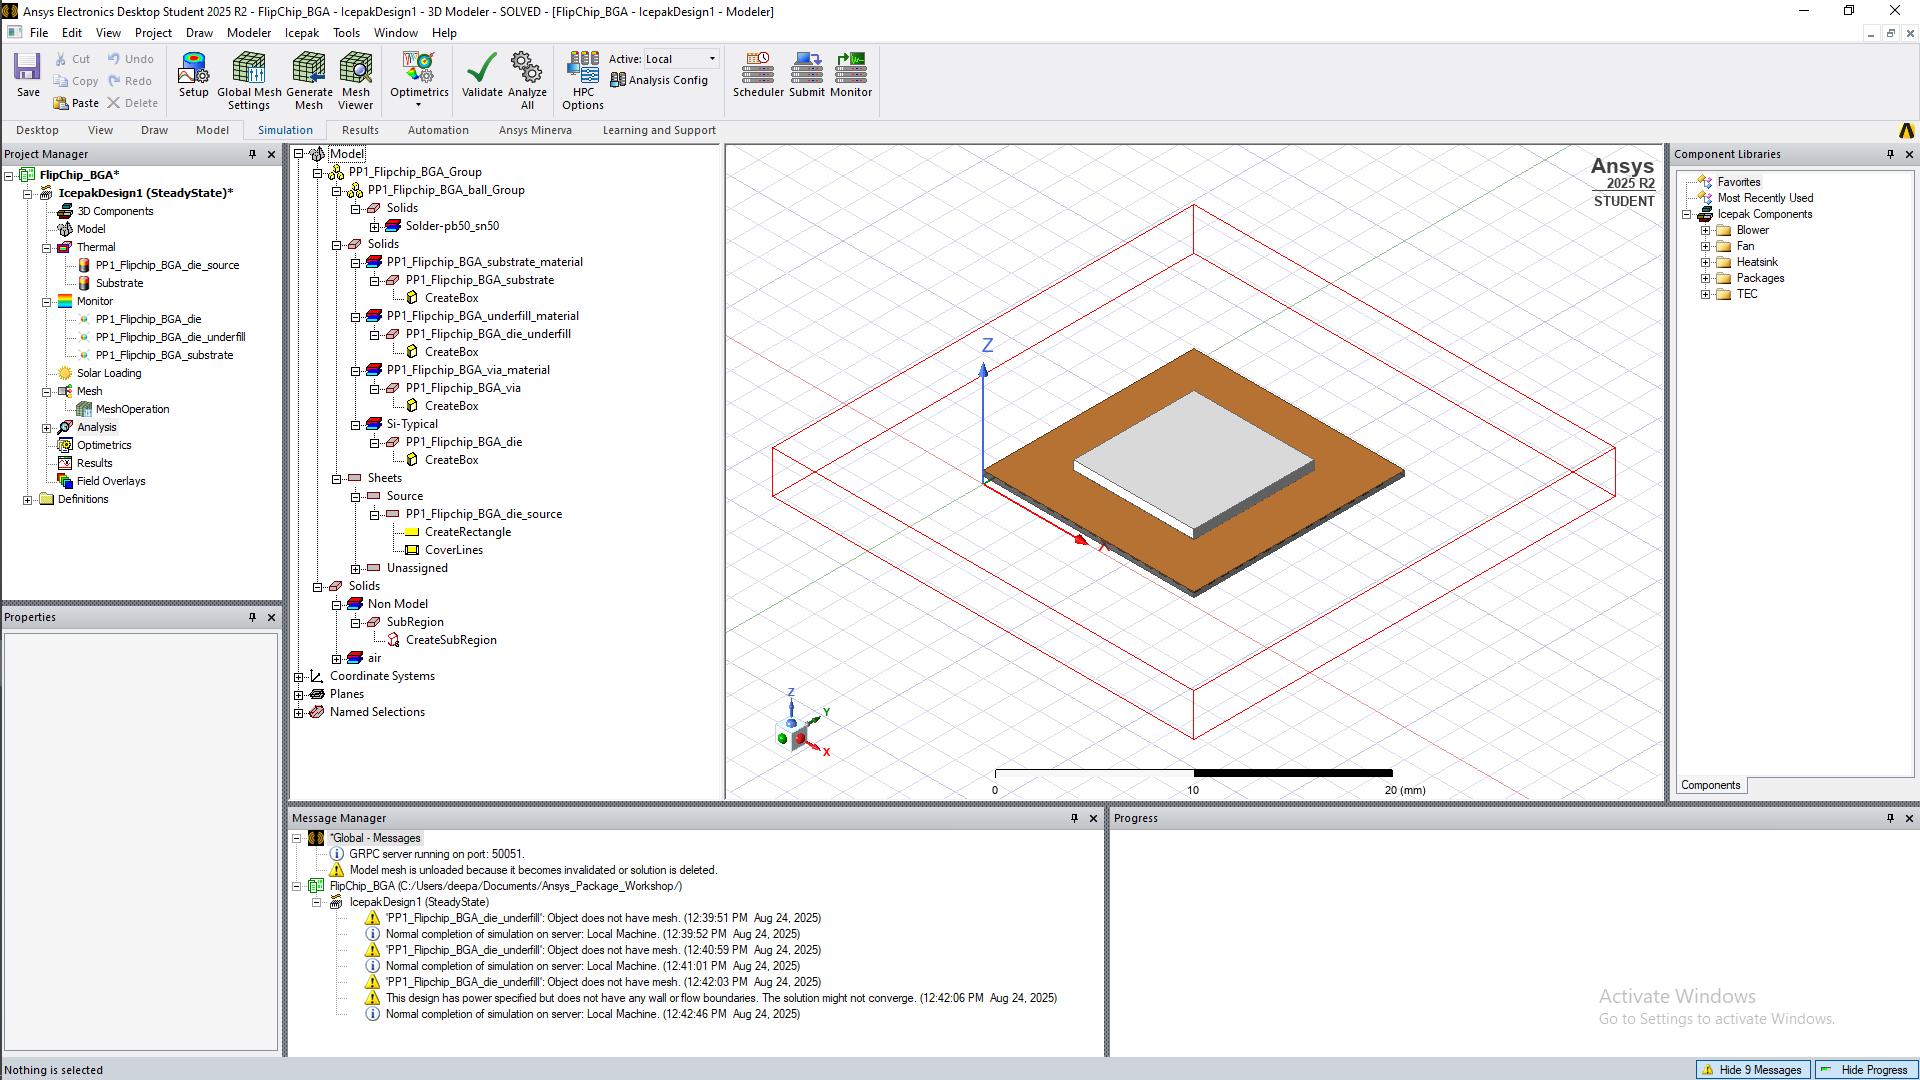 Ansys Electronics Desktop Student 2025 R2 - FlipChip_BGA - IcepakDesign1 - 3D Modeler - SOLVED - [FlipChip_BGA - IcepakDesign1 - Modeler]
File Edit View Project Draw Modeler Icepak Tools Window Help
Save
Cut
Copy
Paste
Undo
Redo
Delete
Setup
Global Mesh Settings
Generate Mesh
Mesh Viewer
Optimetrics
Validate
Analyze All
HPC Options
Active: Local
Analysis Config
Scheduler
Submit
Monitor
Desktop View Draw Model Simulation Results Automation Ansys Minerva Learning and Support
Project Manager
FlipChip_BGA*
IcepakDesign1 (SteadyState)*
3D Components
Model
Thermal
PP1_Flipchip_BGA_die_source
Substrate
Monitor
PP1_Flipchip_BGA_die
PP1_Flipchip_BGA_die_underfill
PP1_Flipchip_BGA_substrate
Solar Loading
Mesh
MeshOperation
Analysis
Optimetrics
Results
Field Overlays
Definitions
Properties
Model
PP1_Flipchip_BGA_Group
PP1_Flipchip_BGA_ball_Group
Solids
Solder-pb50_sn50
Solids
PP1_Flipchip_BGA_substrate_material
PP1_Flipchip_BGA_substrate
CreateBox
PP1_Flipchip_BGA_underfill_material
PP1_Flipchip_BGA_die_underfill
CreateBox
PP1_Flipchip_BGA_via_material
PP1_Flipchip_BGA_via
CreateBox
Si-Typical
PP1_Flipchip_BGA_die
CreateBox
Sheets
Source
PP1_Flipchip_BGA_die_source
CreateRectangle
CoverLines
Unassigned
Solids
Non Model
SubRegion
CreateSubRegion
air
Coordinate Systems
Planes
Named Selections
Ansys
2025 R2
STUDENT
Z
X
Z
Y
X
0 10 20 (mm)
Component Libraries
Favorites
Most Recently Used
Icepak Components
Blower
Fan
Heatsink
Packages
TEC
Components
Message Manager
*Global - Messages
GRPC server running on port: 50051.
Model mesh is unloaded because it becomes invalidated or solution is deleted.
FlipChip_BGA (C:/Users/deepa/Documents/Ansys_Package_Workshop/)
IcepakDesign1 (SteadyState)
'PP1_Flipchip_BGA_die_underfill': Object does not have mesh. (12:39:51 PM Aug 24, 2025)
Normal completion of simulation on server: Local Machine. (12:39:52 PM Aug 24, 2025)
'PP1_Flipchip_BGA_die_underfill': Object does not have mesh. (12:40:59 PM Aug 24, 2025)
Normal completion of simulation on server: Local Machine. (12:41:01 PM Aug 24, 2025)
'PP1_Flipchip_BGA_die_underfill': Object does not have mesh. (12:42:03 PM Aug 24, 2025)
This design has power specified but does not have any wall or flow boundaries. The solution might not converge. (12:42:06 PM Aug 24, 2025)
Normal completion of simulation on server: Local Machine. (12:42:46 PM Aug 24, 2025)
Progress
Activate Windows
Go to Settings to activate Windows.
Nothing is selected
Hide 9 Messages
Hide Progress